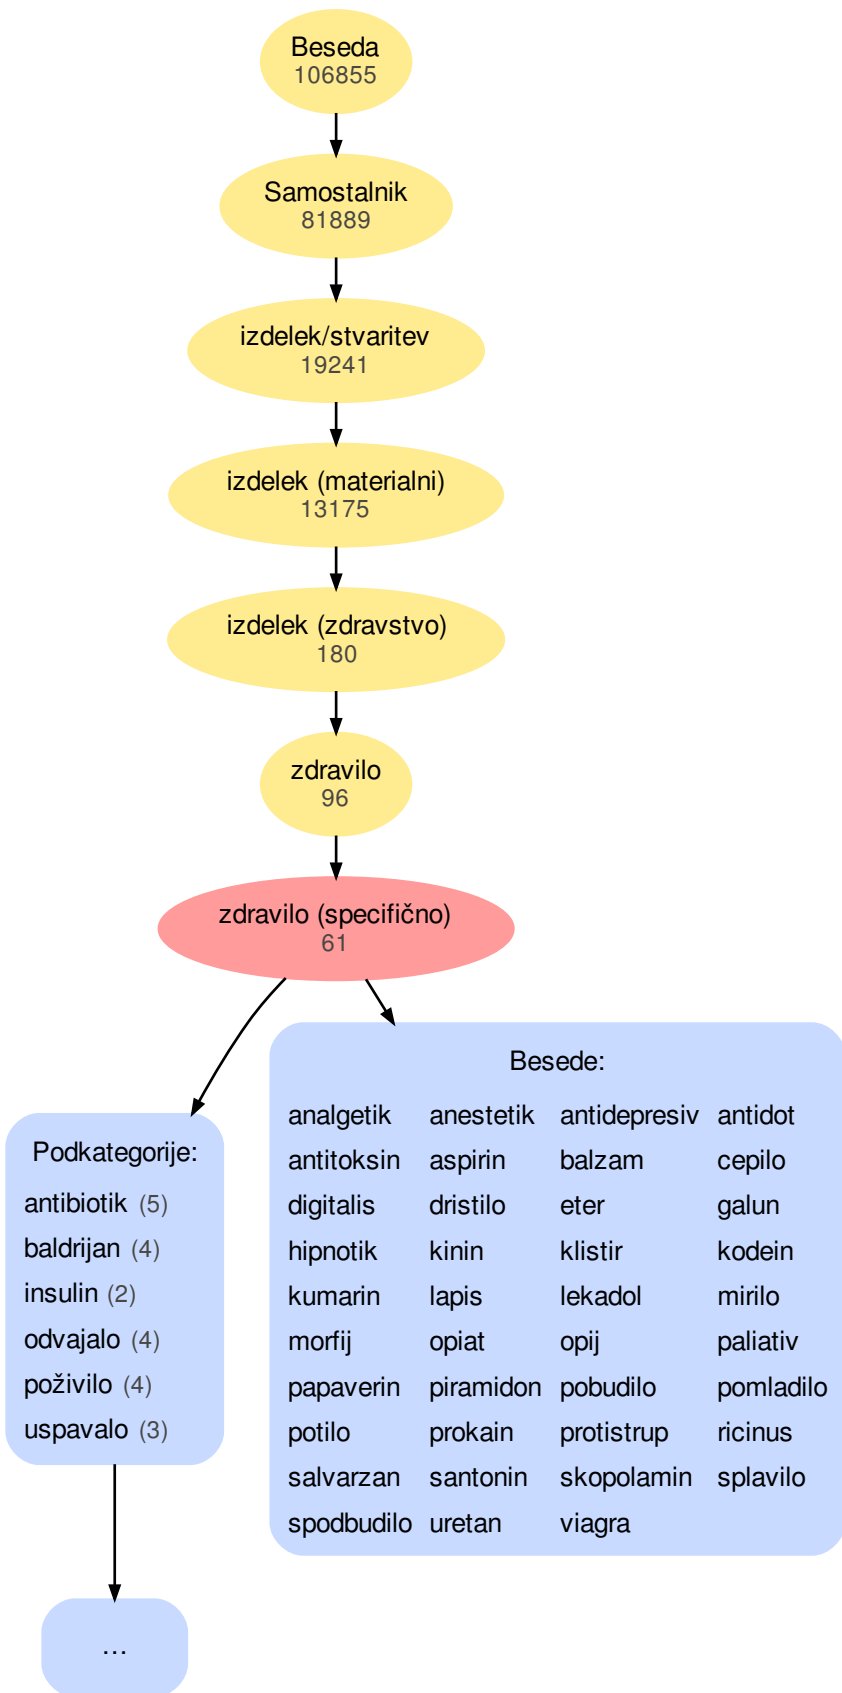 Beseda
106855
Samostalnik
81889
izdelek/stvaritev
19241
izdelek (materialni)
13175
izdelek (zdravstvo)
180
zdravilo
96
zdravilo (specifično)
61
Podkategorije:
antibiotik (5)
baldrijan (4)
insulin (2)
odvajalo (4)
poživilo (4)
uspavalo (3)
...
Besede:
analgetik anestetik antidepresiv antidot
antitoksin aspirin balzam cepilo
digitalis dristilo eter galun
hipnotik kinin klistir kodein
kumarin lapis lekadol mirilo
morfij opiat opij paliativ
papaverin piramidon pobudilo pomladilo
potilo prokain protistrup ricinus
salvarzan santonin skopolamin splavilo
spodbudilo uretan viagra